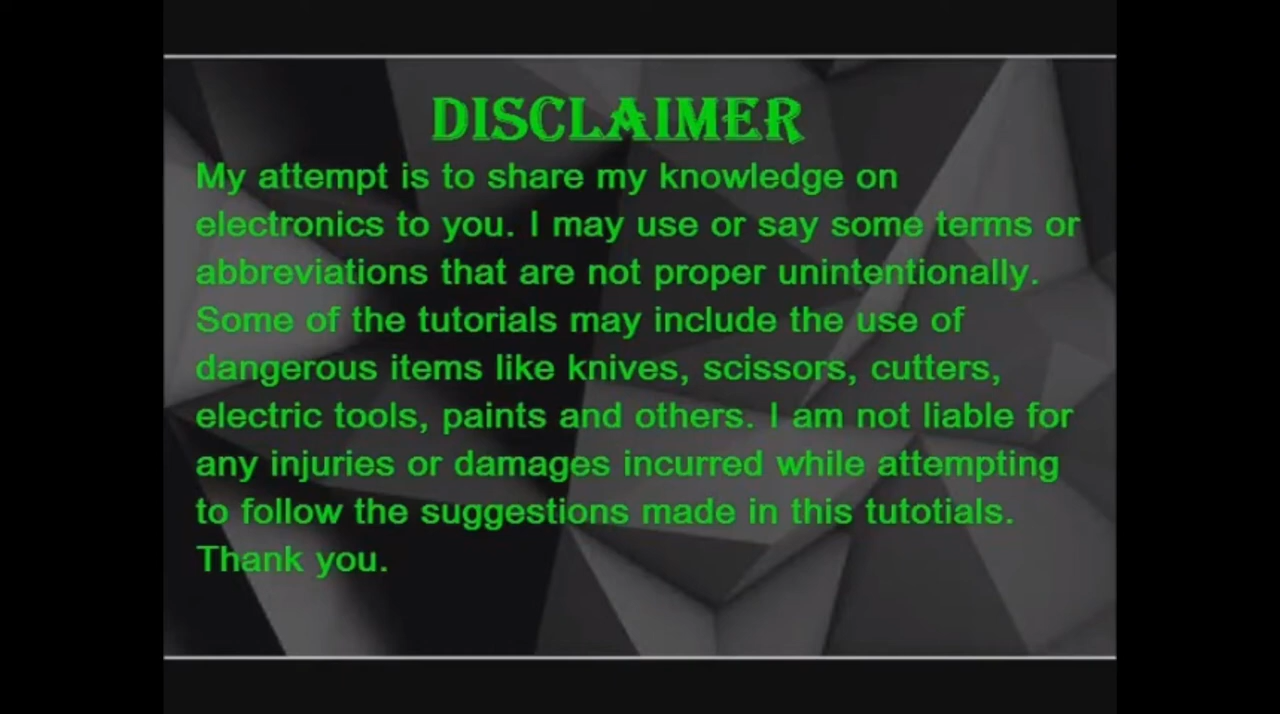 DISCLAIMER
My attempt is to share my knowledge on
electronics to you. I may use or say some terms or
abbreviations that are not proper unintentionally.
Some of the tutorials may include the use of
dangerous items like knives, scissors, cutters,
electric tools, paints and others. I am not liable for
any injuries or damages incurred while attempting
to follow the suggestions made in this tutotials.
Thank you.